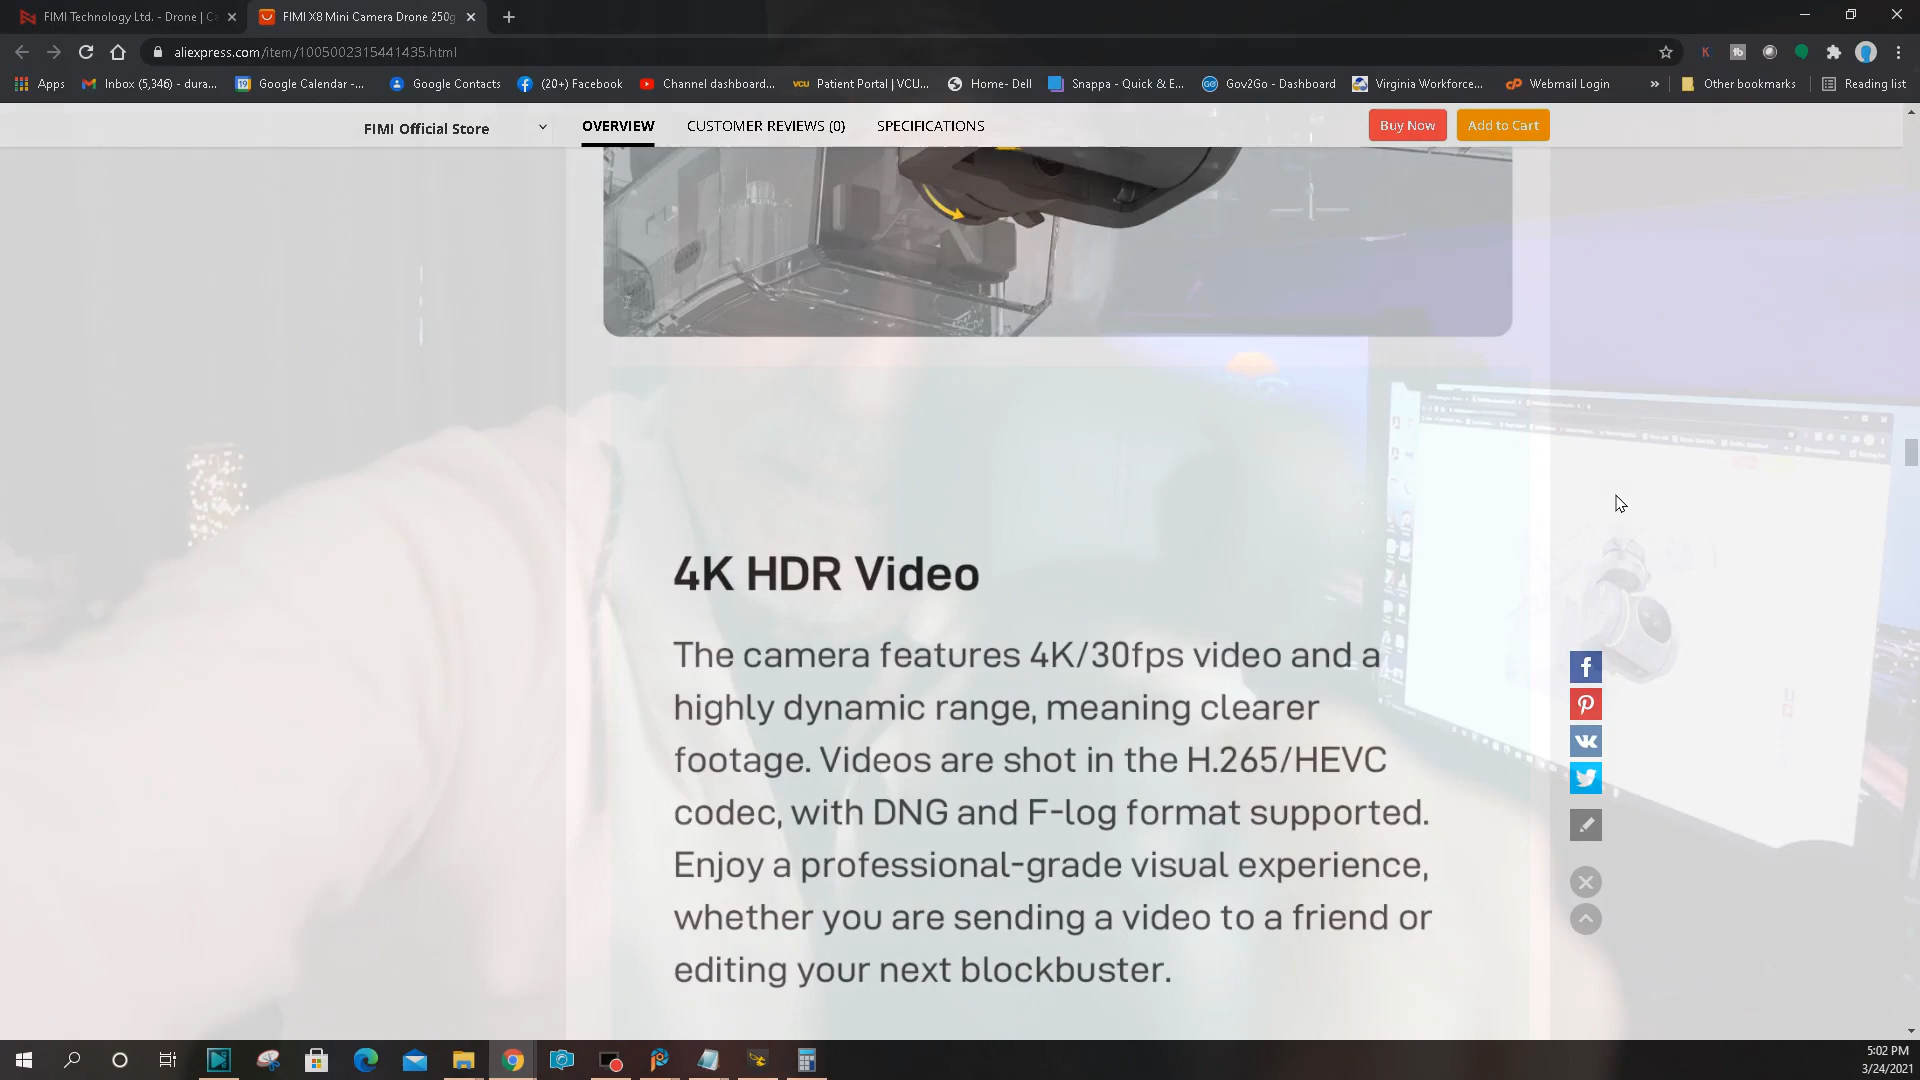 FIMI Technology Ltd. - Drone | Ca
FIMI X8 Mini Camera Drone 250g
aliexpress.com/item/1005002315441435.html
Apps
Inbox (5,346) - dura...
Google Calendar -...
Google Contacts
(20+) Facebook
Channel dashboard...
VCU
Patient Portal | VCU...
Home- Dell
Snappa - Quick & E...
Gov2Go - Dashboard
Virginia Workforce...
Webmail Login
»
Other bookmarks
Reading list
FIMI Official Store
OVERVIEW
CUSTOMER REVIEWS (0)
SPECIFICATIONS
Buy Now
Add to Cart
4K HDR Video
The camera features 4K/30fps video and a
highly dynamic range, meaning clearer
footage. Videos are shot in the H.265/HEVC
codec, with DNG and F-log format supported.
Enjoy a professional-grade visual experience,
whether you are sending a video to a friend or
editing your next blockbuster.
5:02 PM
3/24/2021